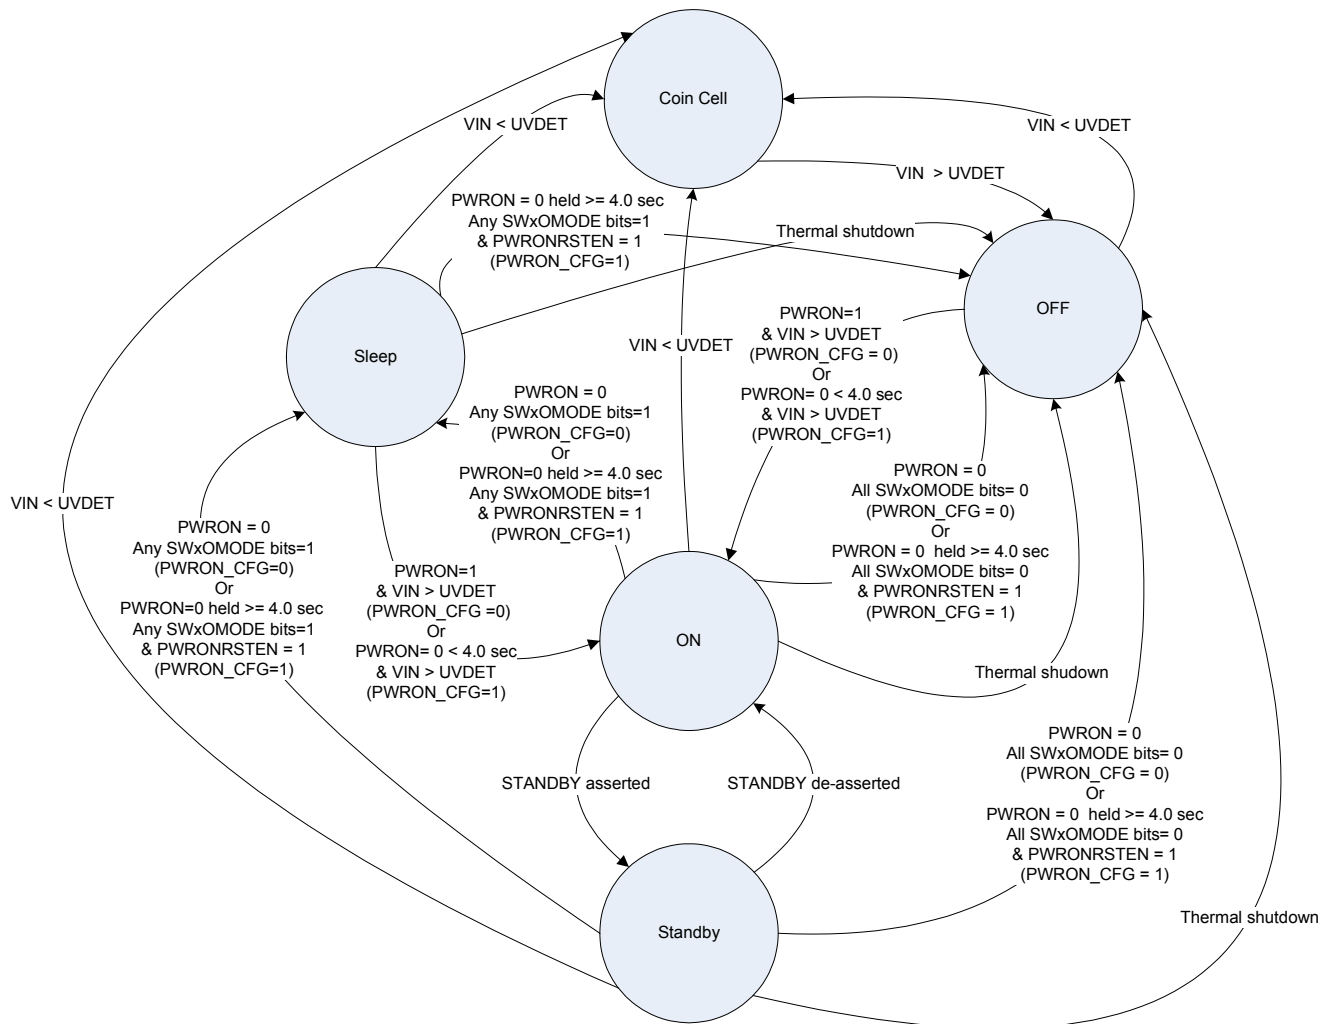 Coin Cell
VIN < UVDET
VIN < UVDET
VIN > UVDET
PWRON = 0 held >= 4.0 sec
Any SWxOMODE bits=1
& PWRONRSTEN = 1
(PWRON_CFG=1)
Thermal shutdown
OFF
Sleep
VIN < UVDET
PWRON=1
& VIN > UVDET
(PWRON_CFG = 0)
Or
PWRON= 0 < 4.0 sec
& VIN > UVDET
(PWRON_CFG=1)
PWRON = 0
Any SWxOMODE bits=1
(PWRON_CFG=0)
Or
PWRON=0 held >= 4.0 sec
Any SWxOMODE bits=1
& PWRONRSTEN = 1
(PWRON_CFG=1)
VIN < UVDET
PWRON = 0
All SWxOMODE bits= 0
(PWRON_CFG = 0)
Or
PWRON = 0 held >= 4.0 sec
All SWxOMODE bits= 0
& PWRONRSTEN = 1
(PWRON_CFG = 1)
PWRON = 0
Any SWxOMODE bits=1
(PWRON_CFG=0)
Or
PWRON=0 held >= 4.0 sec
Any SWxOMODE bits=1
& PWRONRSTEN = 1
(PWRON_CFG=1)
PWRON=1
& VIN > UVDET
(PWRON_CFG =0)
Or
PWRON= 0 < 4.0 sec
& VIN > UVDET
(PWRON_CFG=1)
ON
Thermal shudown
STANDBY asserted
STANDBY de-asserted
PWRON = 0
All SWxOMODE bits= 0
(PWRON_CFG = 0)
Or
PWRON = 0 held >= 4.0 sec
All SWxOMODE bits= 0
& PWRONRSTEN = 1
(PWRON_CFG = 1)
Standby
Thermal shutdown